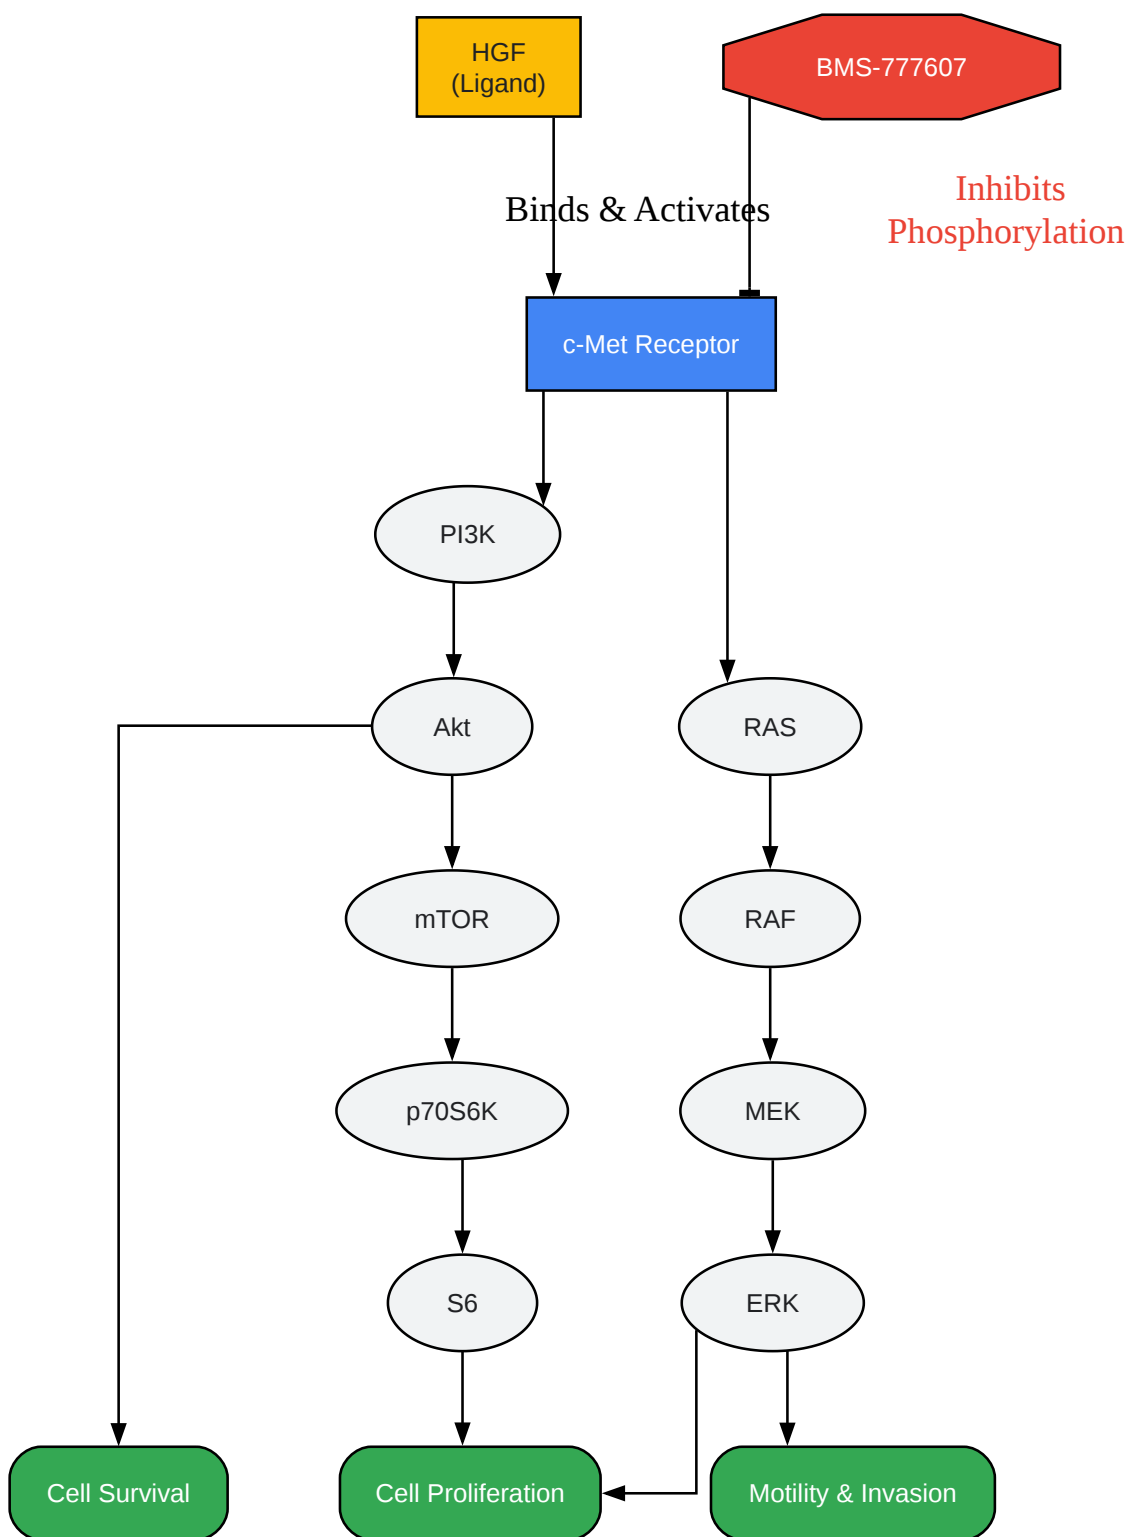 HGF
(Ligand)
BMS-777607
Binds & Activates
Inhibits
Phosphorylation
c-Met Receptor
PI3K
Akt
RAS
mTOR
RAF
p70S6K
MEK
S6
ERK
Cell Survival
Cell Proliferation
Motility & Invasion